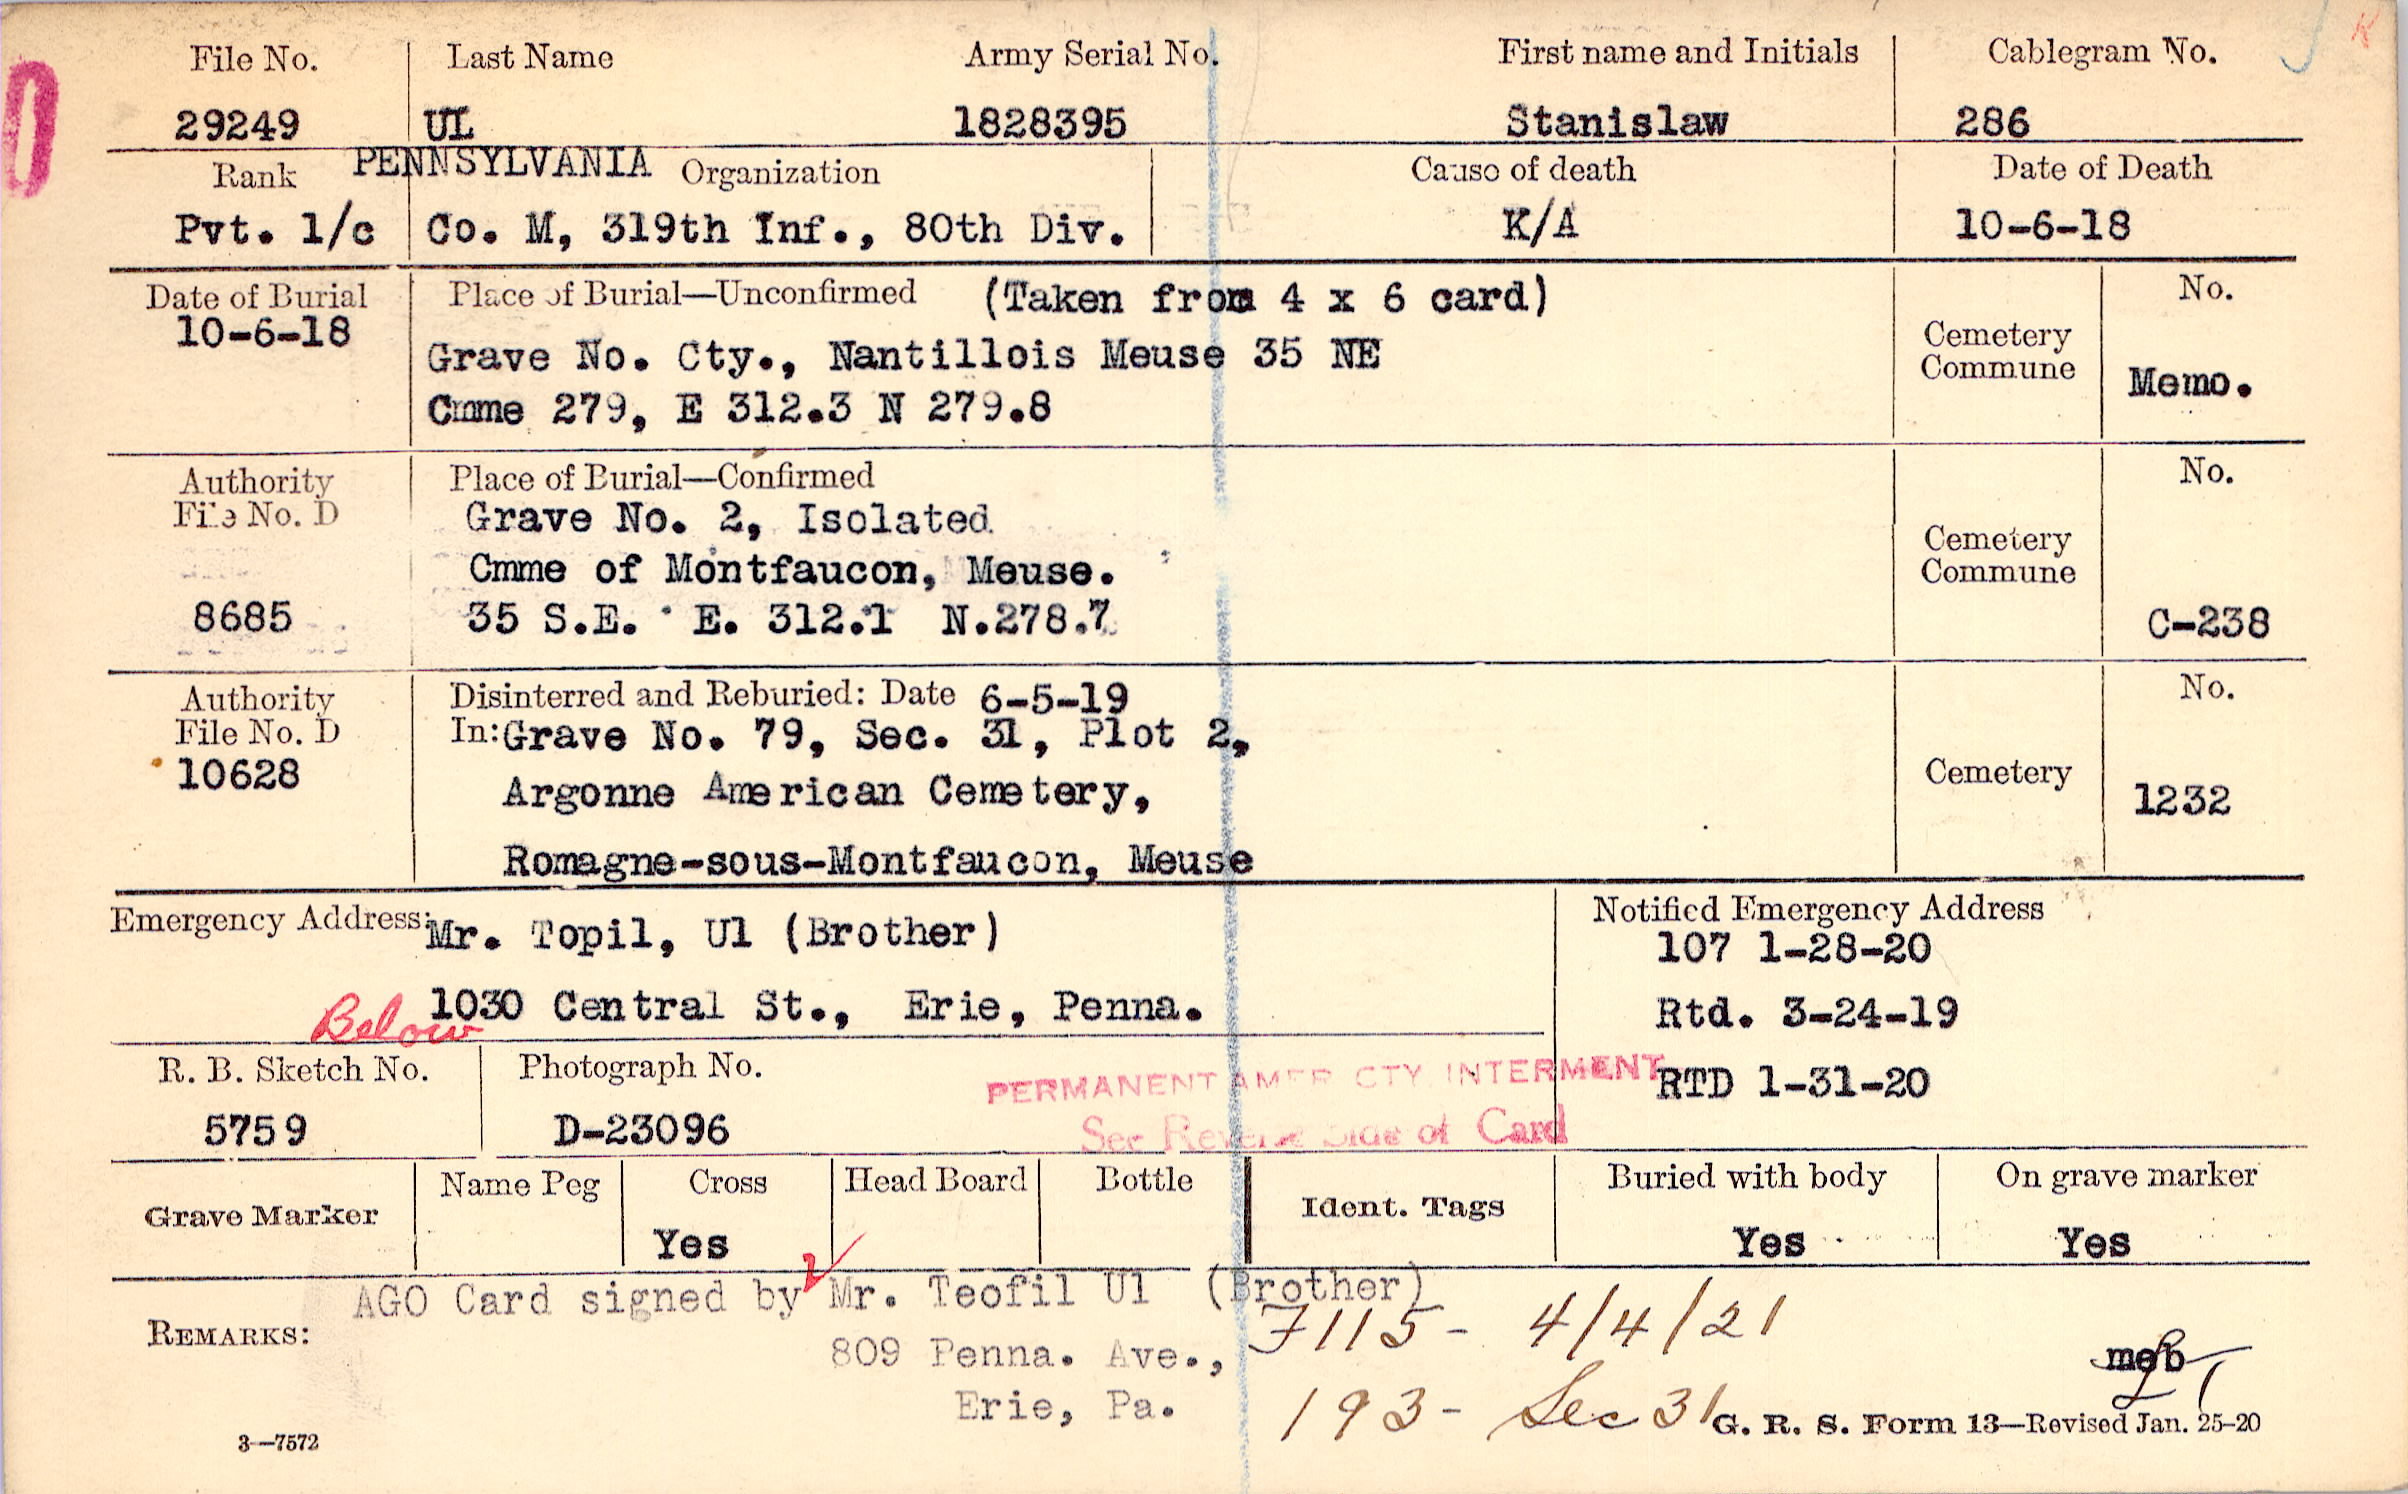 File No. Last Name Army Serial No. First name and Initials Cablegram No.
29249 UL 1828395 Stanislaw 286
Rank PENNSYLVANIA Organization Cause of death Date of Death
Pvt. 1/c Co. M, 319th Inf., 80th Div. K/A 10-6-18
Date of Burial Place of Burial—Unconfirmed (Taken from 4 x 6 card) No.
10-6-18 Grave No. Cty., Nantillois Meuse 35 NE Cemetery
Commune Memo.
Cmme 279, E 312.3 N 279.8
Authority Place of Burial—Confirmed No.
File No. D Grave No. 2, Isolated
Cmme of Montfaucon, Meuse. Cemetery
Commune
8685 35 S.E. E. 312.1 N.278.7 C-238
Authority Disinterred and Reburied: Date 6-5-19 No.
File No. D In: Grave No. 79, Sec. 31, Plot 2,
10628 Argonne American Cemetery, Cemetery 1232
Romagne-sous-Montfaucon, Meuse
Emergency Address: Mr. Topil, Ul (Brother) Notified Emergency Address
107 1-28-20
Below 1030 Central St., Erie, Penna. Rtd. 3-24-19
R. B. Sketch No. Photograph No. PERMANENT AMER CTY INTERMENT RTD 1-31-20
5759 D-23096 See Reverse Side of Card
Grave Marker Name Peg Cross Head Board Bottle Ident. Tags Buried with body On grave marker
Yes Yes Yes
AGO Card signed by Mr. Teofil Ul (Brother)
REMARKS: 809 Penna. Ave., 7115- 4/4/21
meb
Erie, Pa. 193- Sec 31
3—7572 G. R. S. Form 13—Revised Jan. 25-20